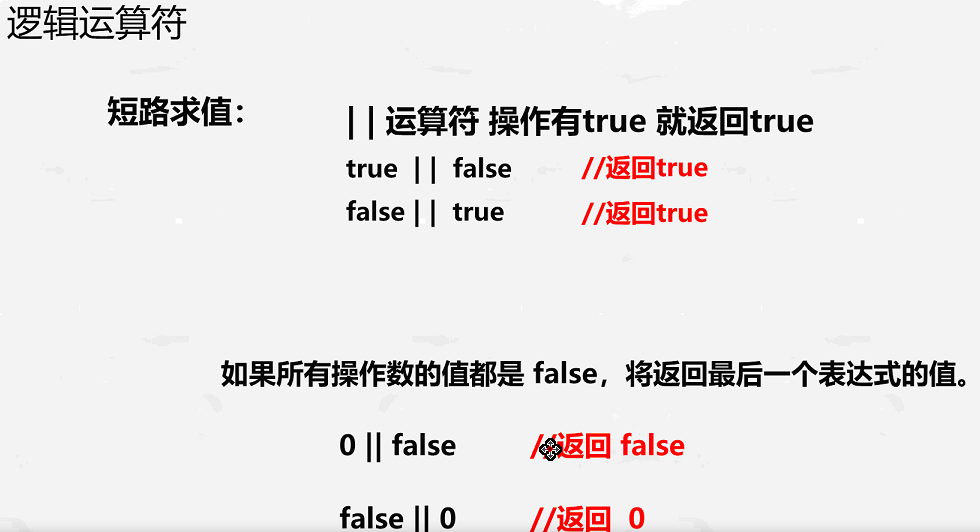 逻辑运算符
短路求值：
| | 运算符 操作有true 就返回true
true | | false //返回true
false | | true //返回true
如果所有操作数的值都是 false，将返回最后一个表达式的值。
0 || false //返回 false
false || 0 //返回 0